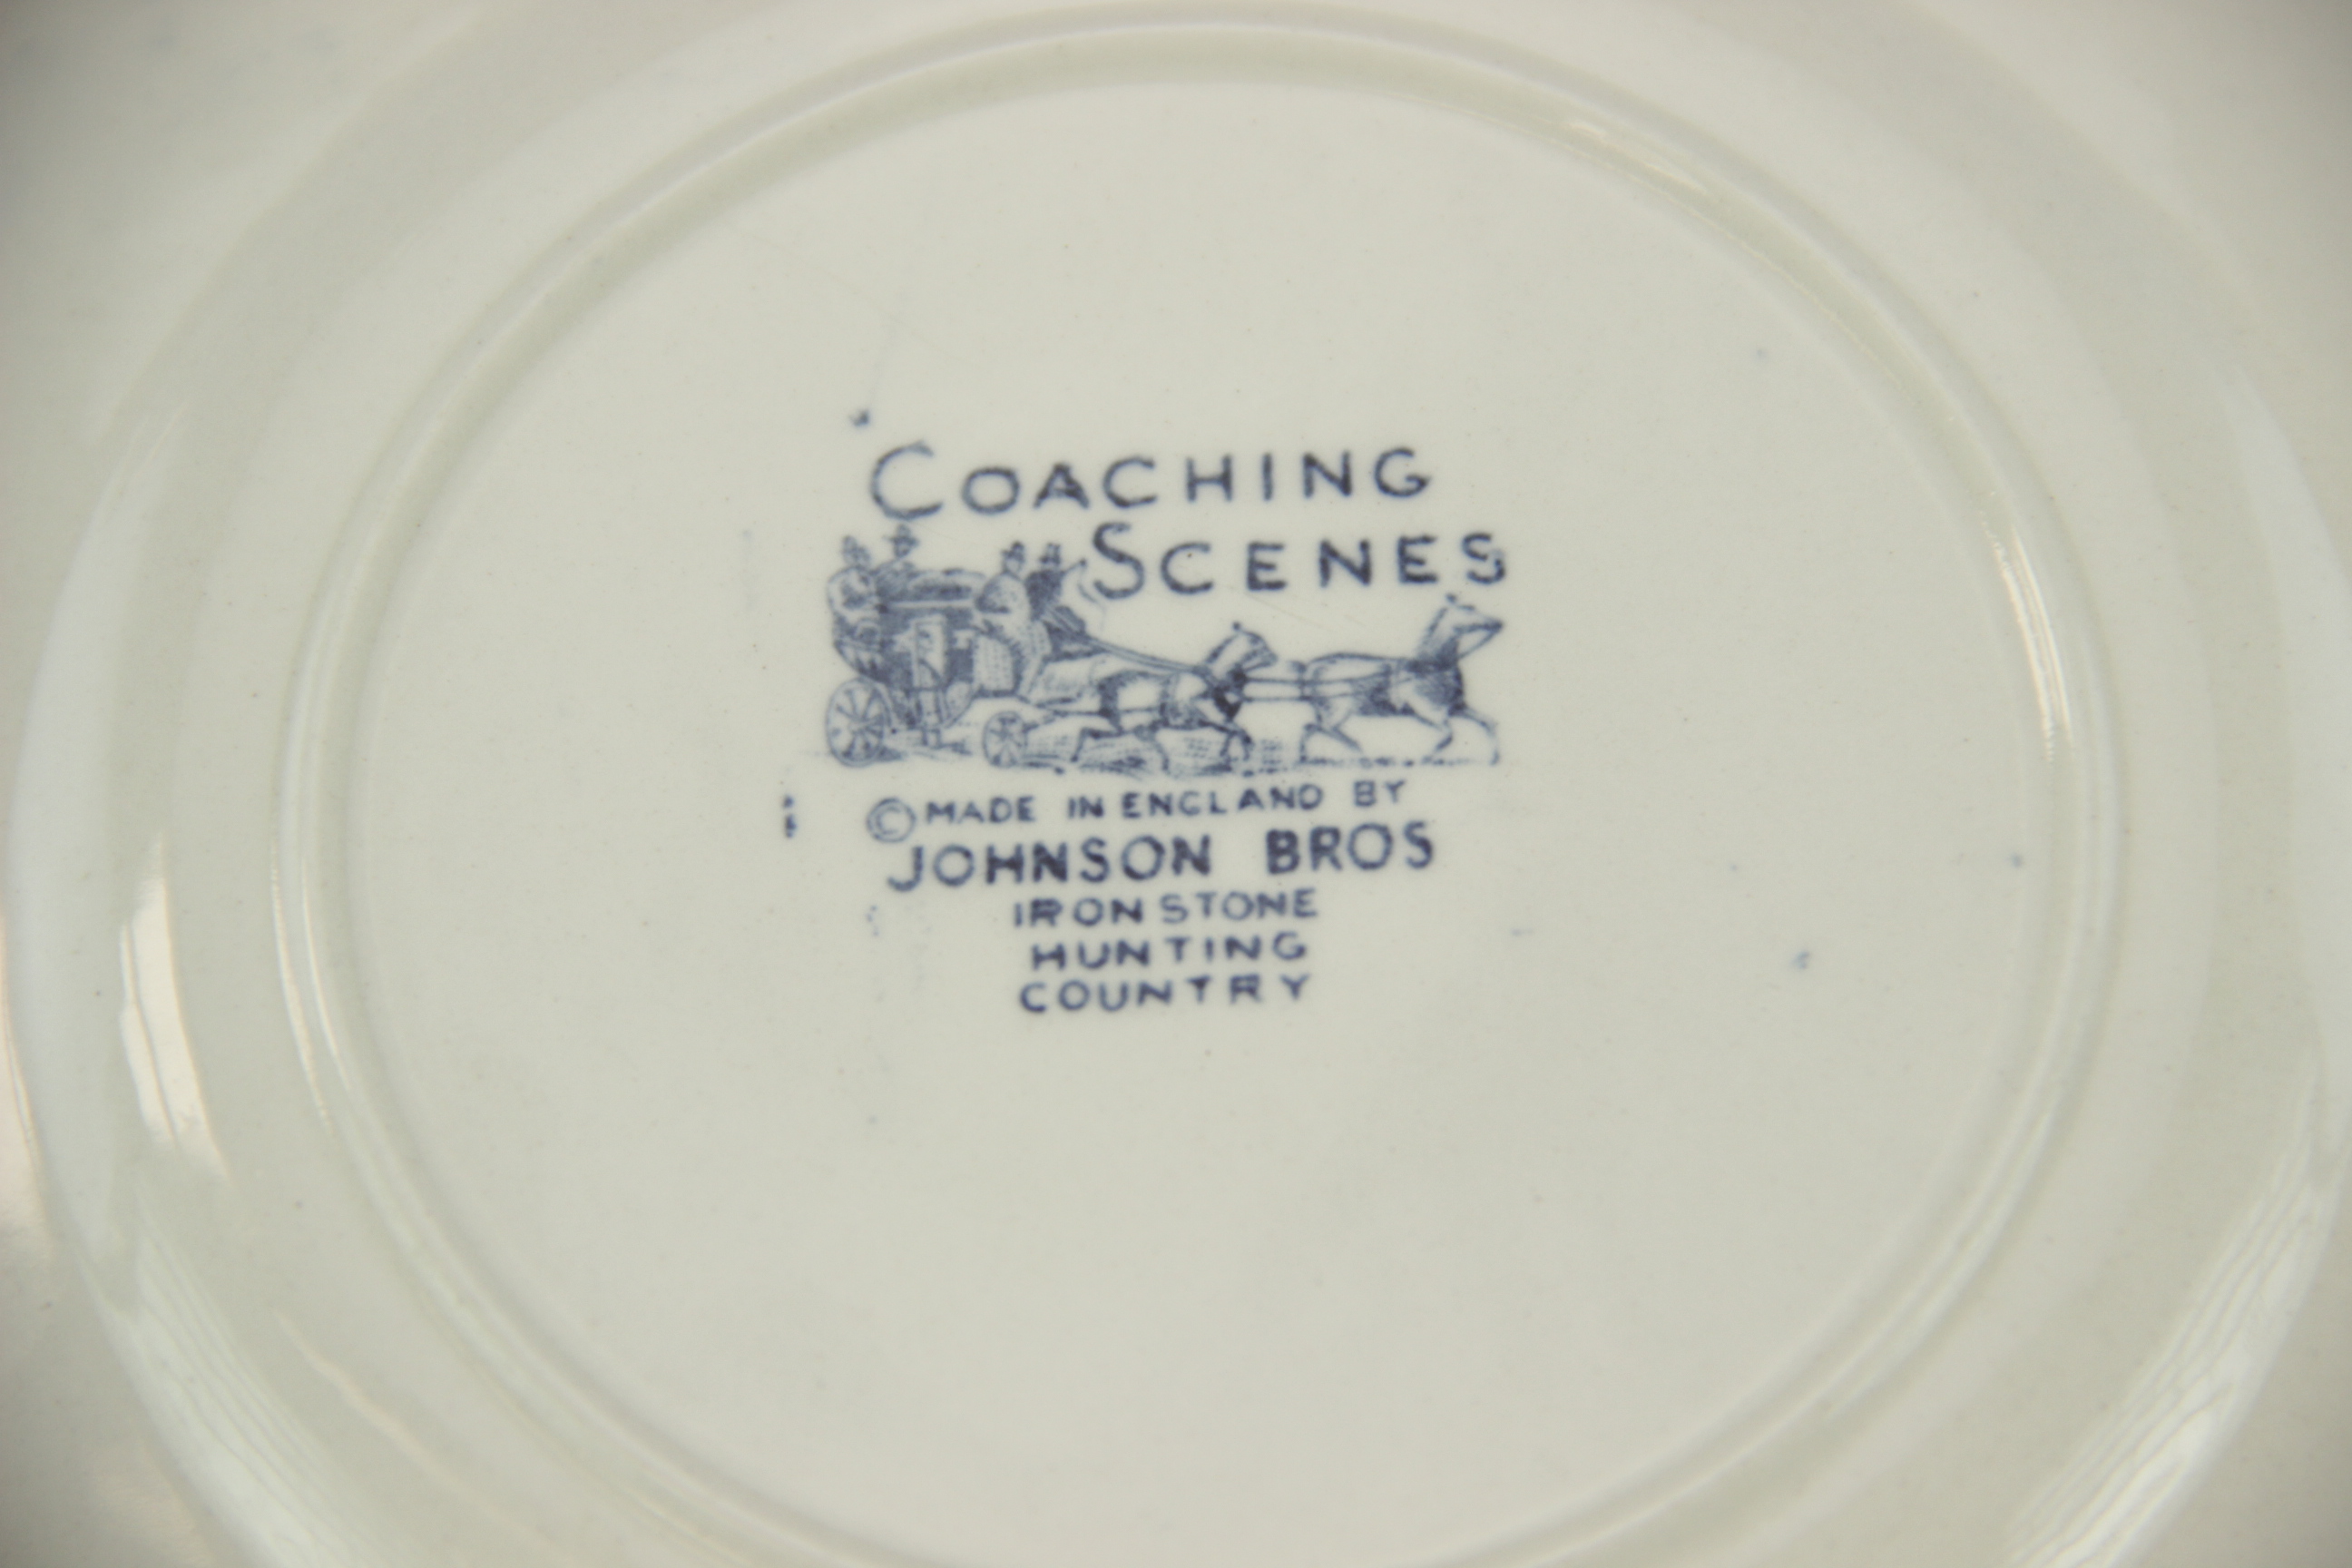 COACHING
SCENES
© MADE IN ENGLAND BY
JOHNSON BROS
IRONSTONE
HUNTING
COUNTRY